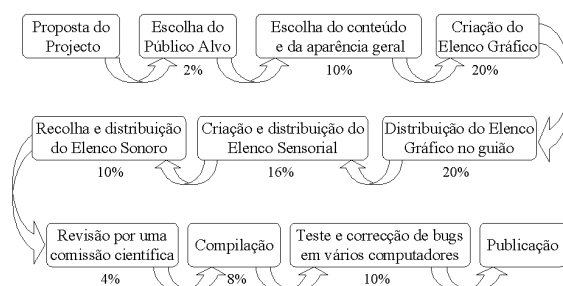 Proposta do
Projecto
Escolha do
Público Alvo
2%
Escolha do conteúdo
e da aparência geral
10%
Criação do
Elenco Gráfico
20%
Distribuição do Elenco
Gráfico no guião
20%
Criação e distribuição do
Elenco Sensorial
16%
Recolha e distribuição
do Elenco Sonoro
10%
Revisão por uma
comissão científica
4%
Compilação
8%
Teste e correcção de bugs
em vários computadores
10%
Publicação